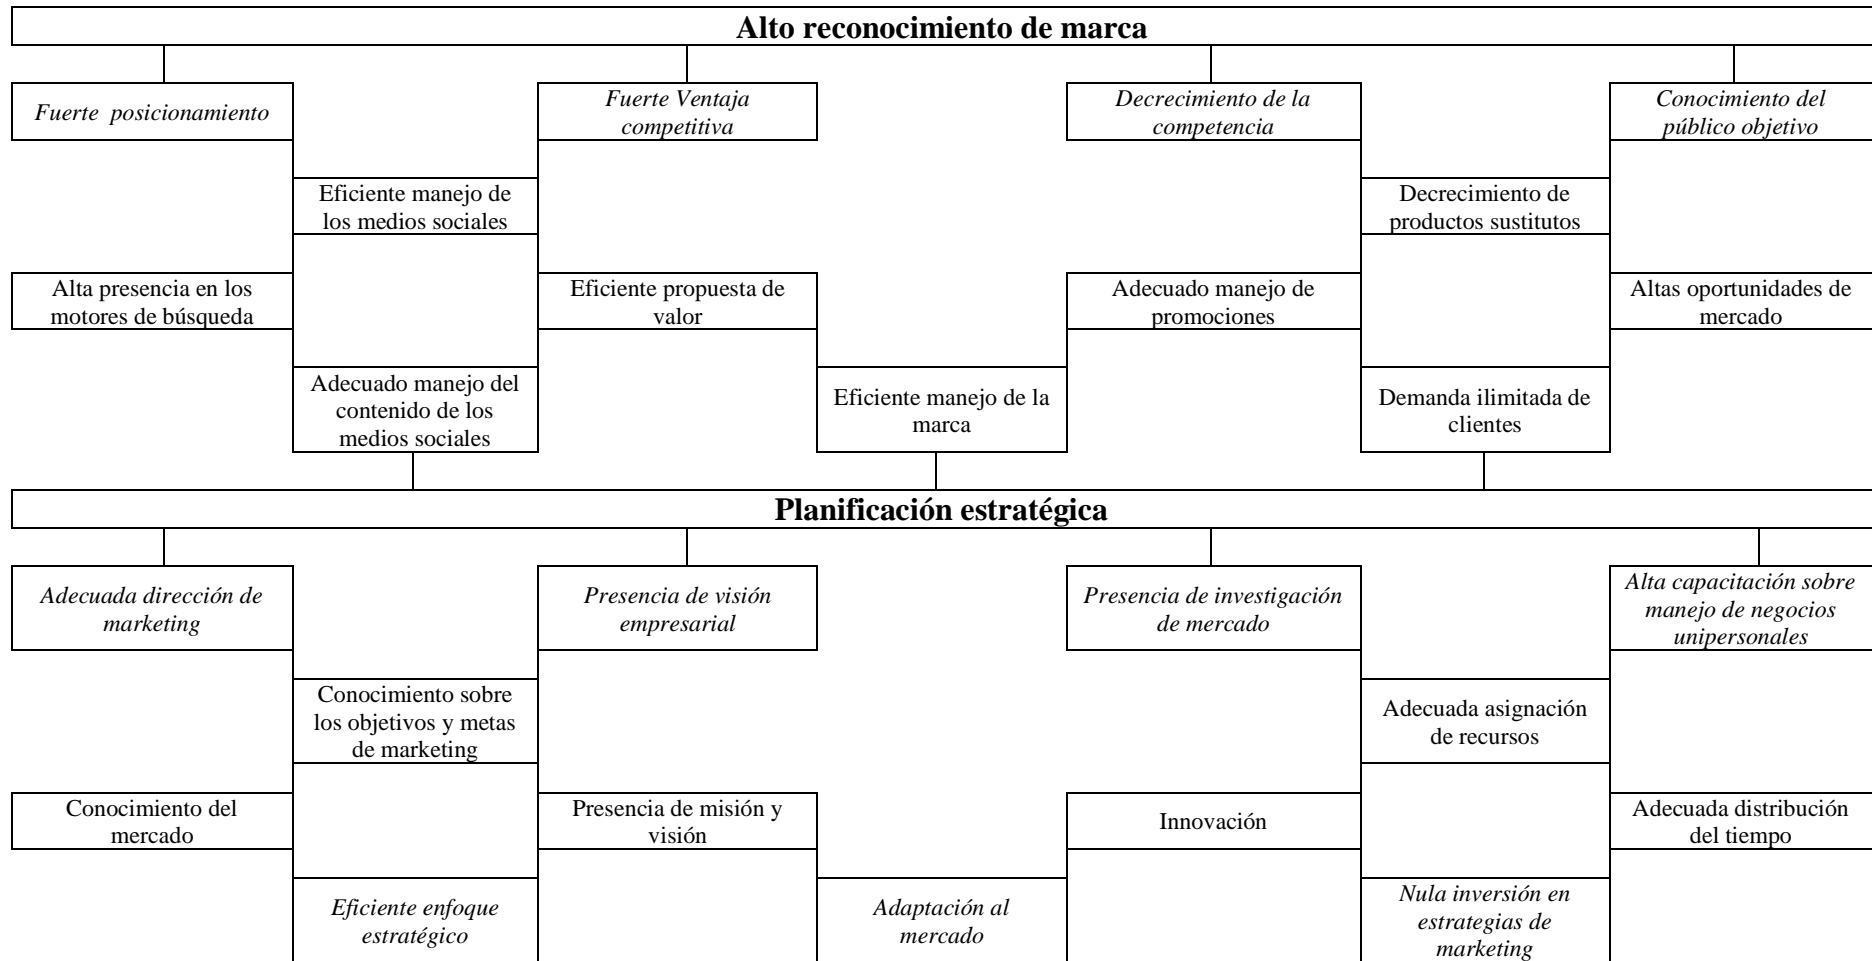 Alto reconocimiento de marca
Fuerte posicionamiento
Fuerte Ventaja
competitiva
Decrecimiento de la
competencia
Conocimiento del
público objetivo
Eficiente manejo de
los medios sociales
Decrecimiento de
productos sustitutos
Alta presencia en los
motores de búsqueda
Eficiente propuesta de
valor
Adecuado manejo de
promociones
Altas oportunidades de
mercado
Adecuado manejo del
contenido de los
medios sociales
Eficiente manejo de la
marca
Demanda ilimitada de
clientes
Planificación estratégica
Adecuada dirección de
marketing
Presencia de visión
empresarial
Presencia de investigación
de mercado
Alta capacitación sobre
manejo de negocios
unipersonales
Conocimiento sobre
los objetivos y metas
de marketing
Adecuada asignación
de recursos
Conocimiento del
mercado
Presencia de misión y
visión
Innovación
Adecuada distribución
del tiempo
Eficiente enfoque
estratégico
Adaptación al
mercado
Nula inversión en
estrategias de
marketing